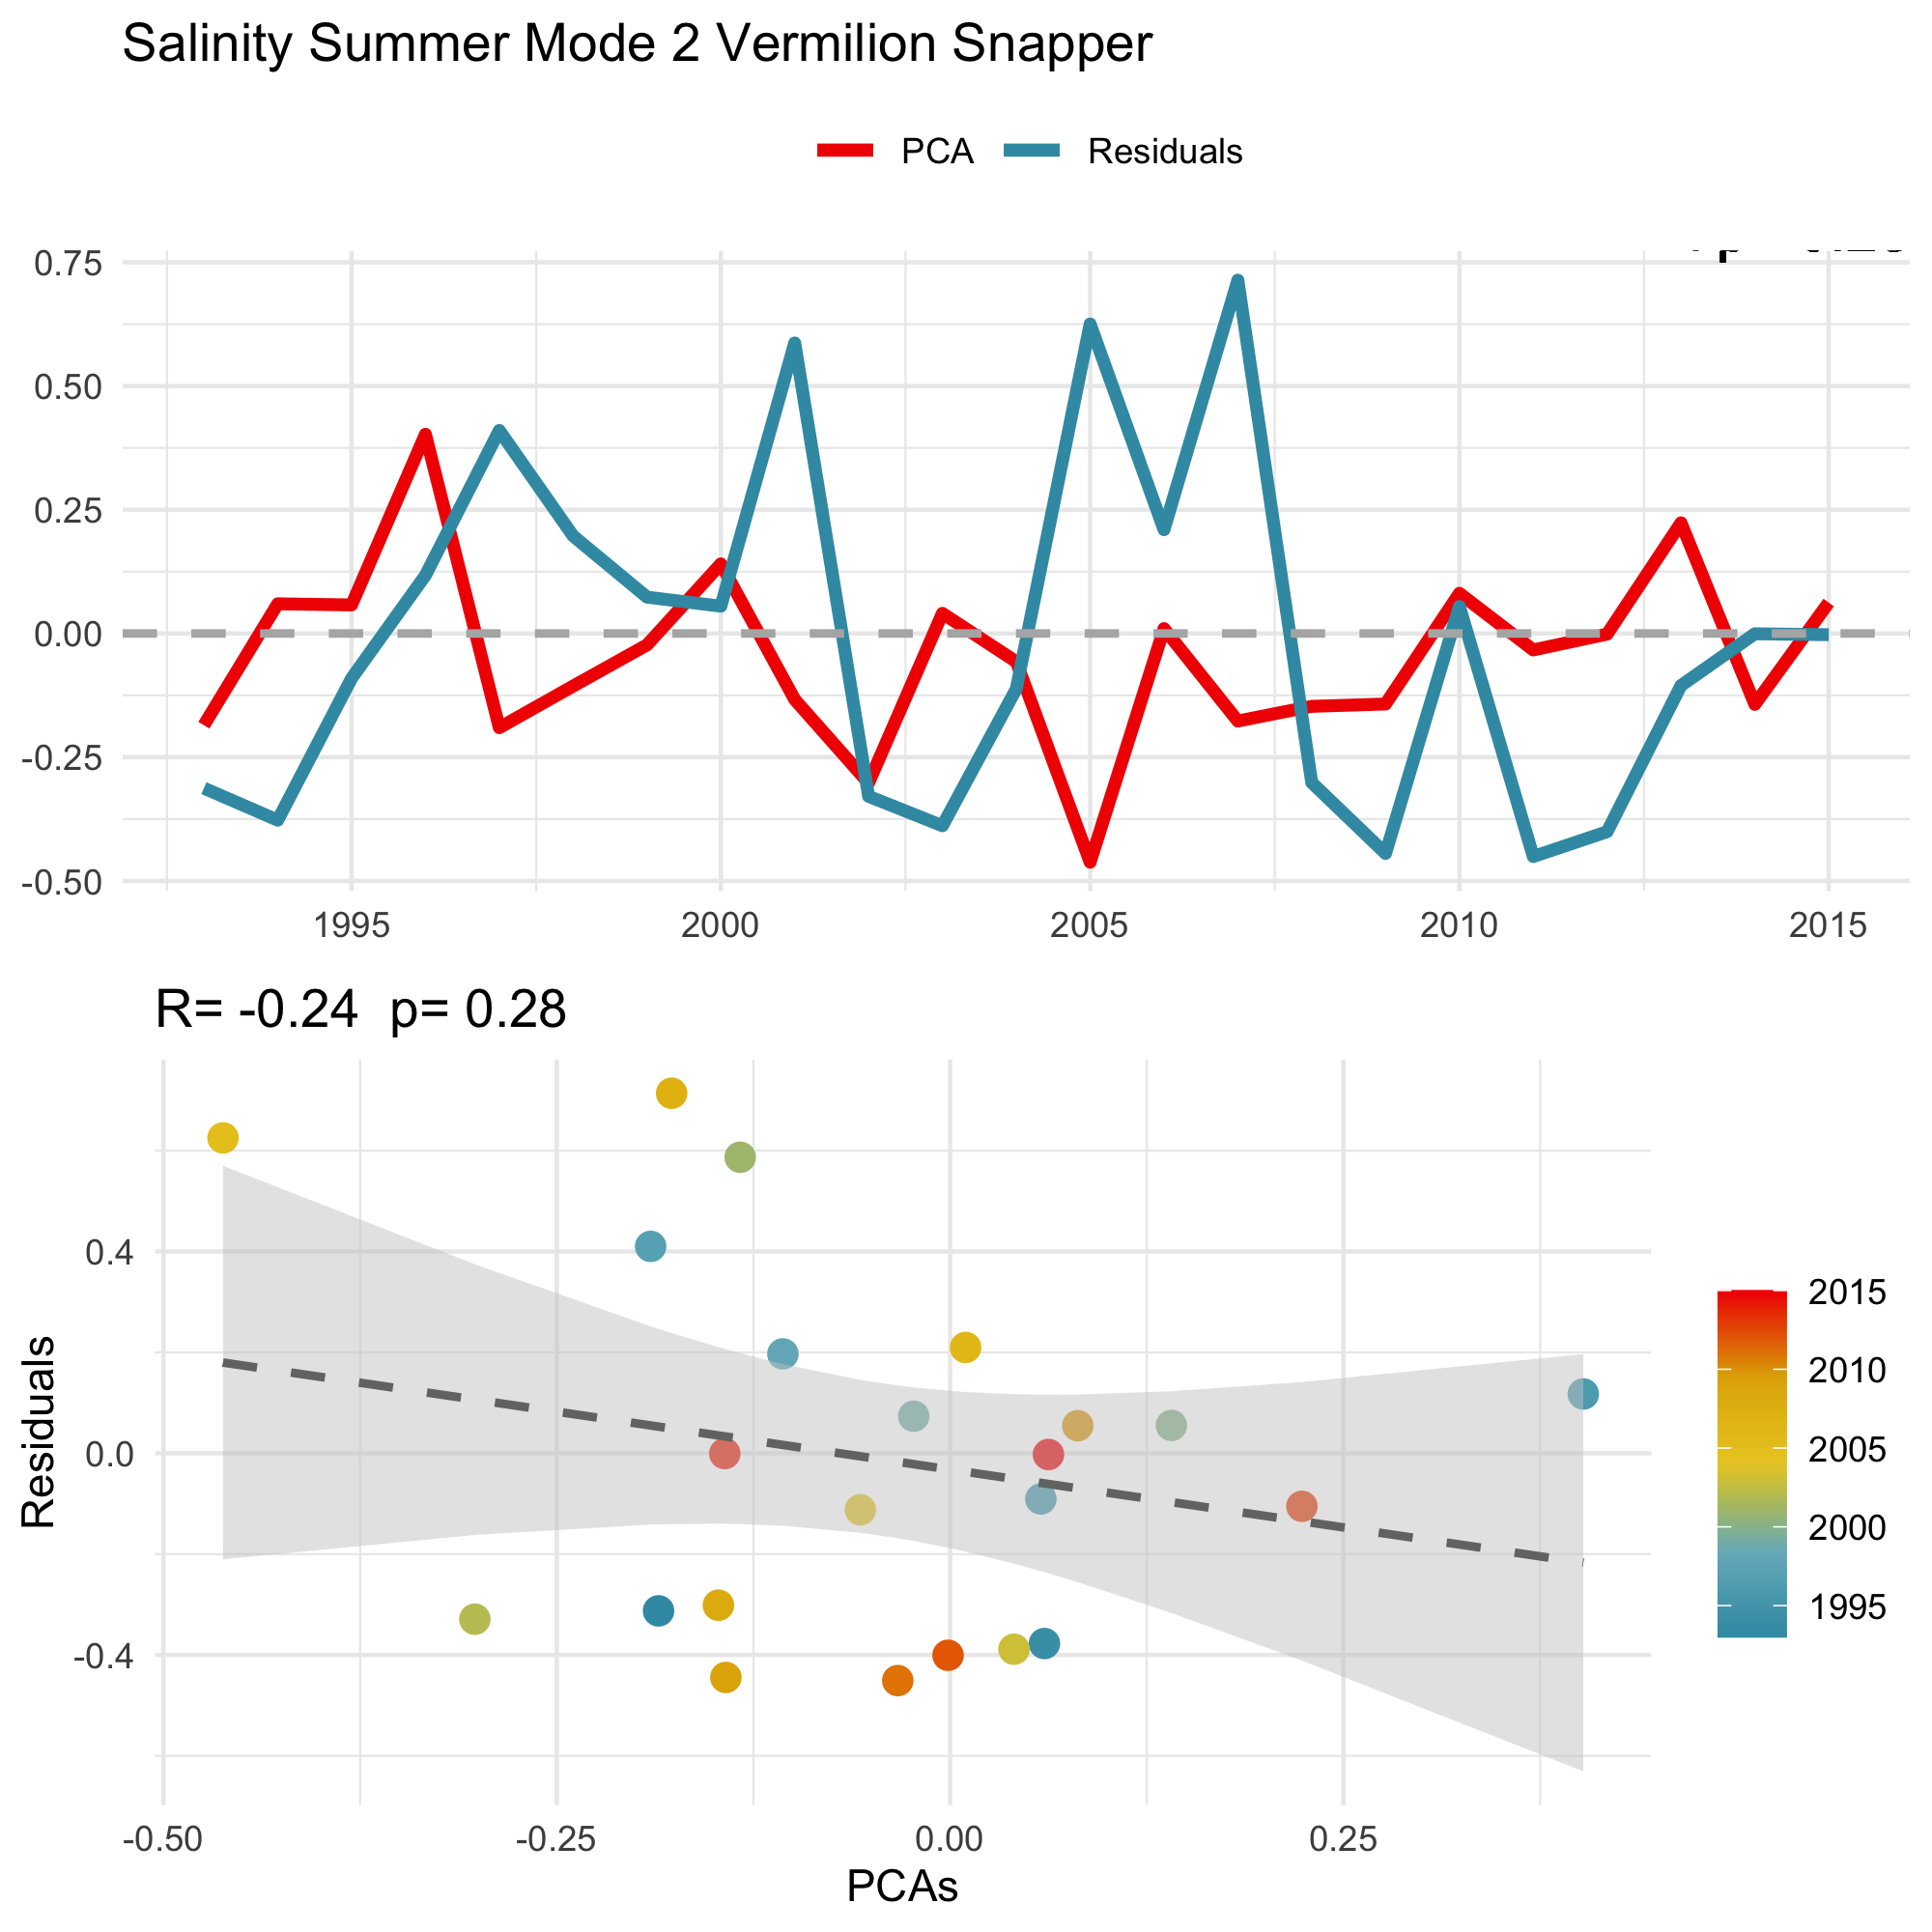 Salinity Summer Mode 2 Vermilion Snapper
PCA Residuals
0.75
0.50
0.25
0.00
-0.25
-0.50
1995 2000 2005 2010 2015
R= -0.24 p= 0.28
Residuals
0.4
0.0
-0.4
-0.50 -0.25 0.00 0.25
PCAs
2015
2010
2005
2000
1995